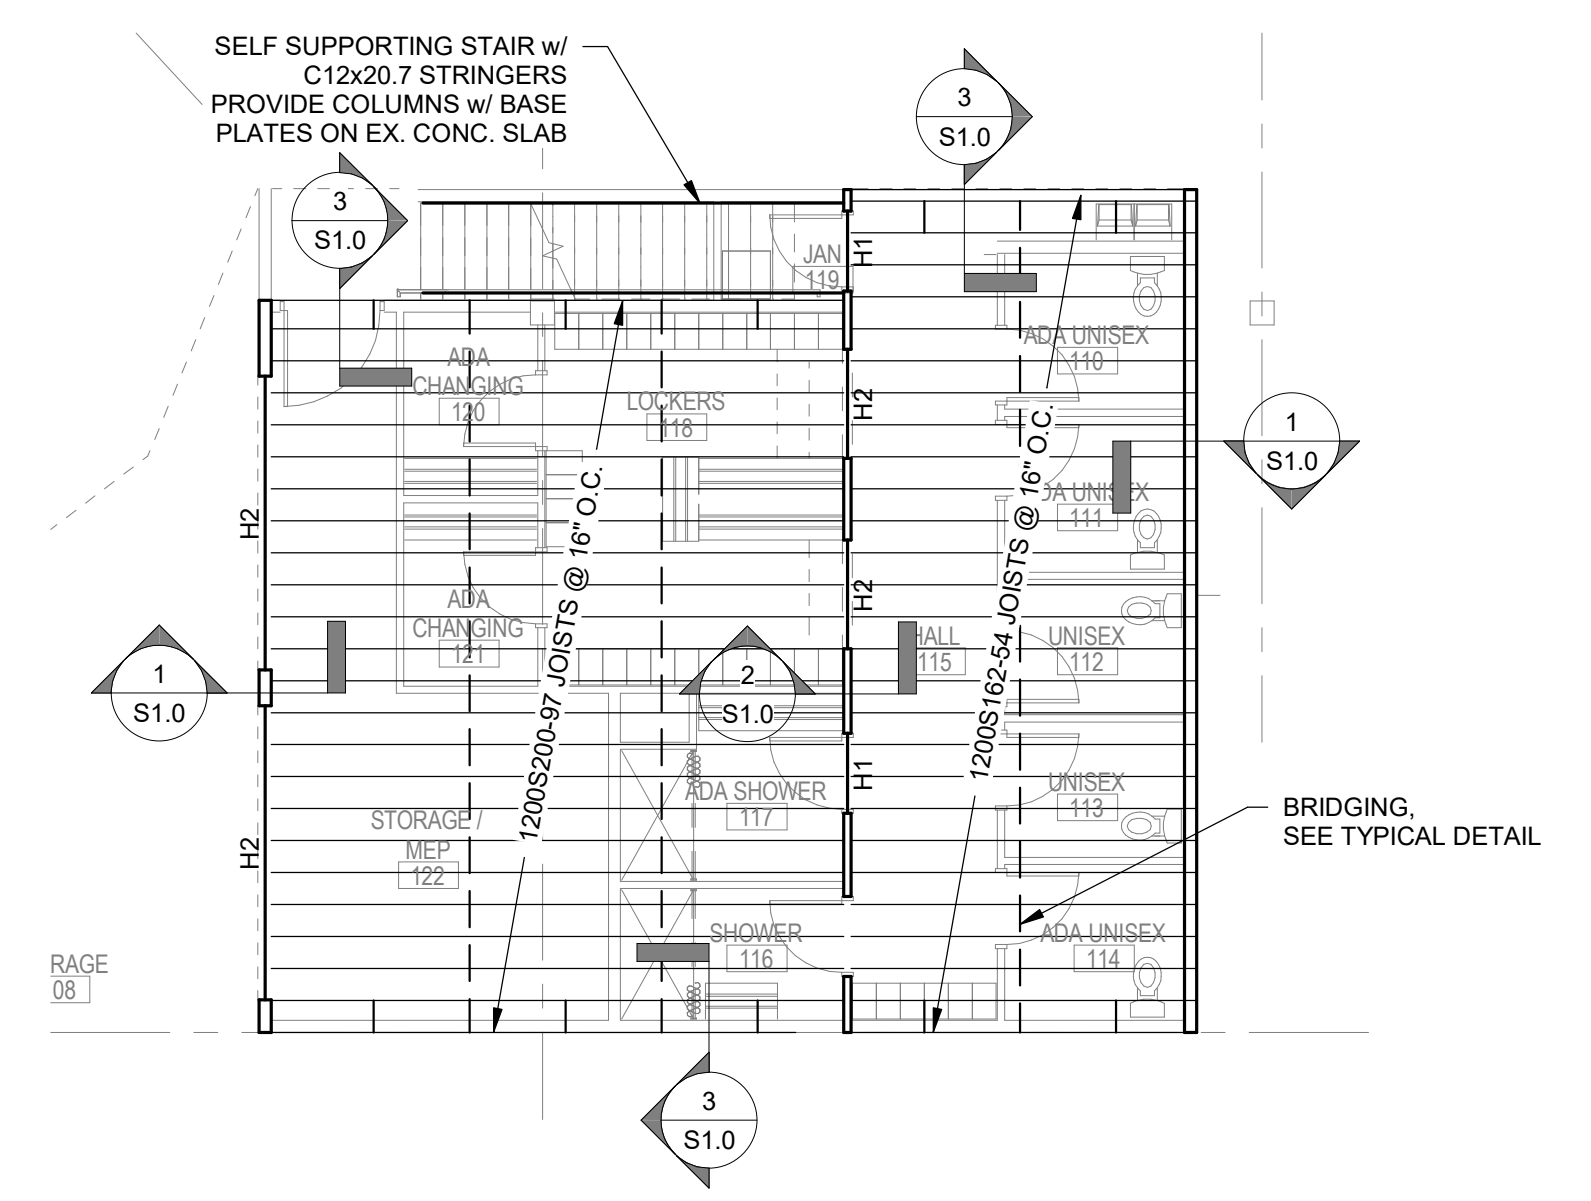 SELF SUPPORTING STAIR w/
C12x20.7 STRINGERS
PROVIDE COLUMNS w/ BASE
PLATES ON EX. CONC. SLAB
3
S1.0
3
S1.0
JAN
119
H1
ADA UNISEX
110
ADA
CHANGING
120
LOCKERS
118
H2
1
S1.0
ADA UNISEX
111
H2
1200S200-97 JOISTS @ 16" O.C.
1200S162-54 JOISTS @ 16" O.C.
H2
ADA
CHANGING
121
HALL
115
UNISEX
112
1
S1.0
2
S1.0
H1
ADA SHOWER
117
UNISEX
113
BRIDGING,
SEE TYPICAL DETAIL
STORAGE /
MEP
122
H2
SHOWER
116
ADA UNISEX
114
RAGE
08
3
S1.0